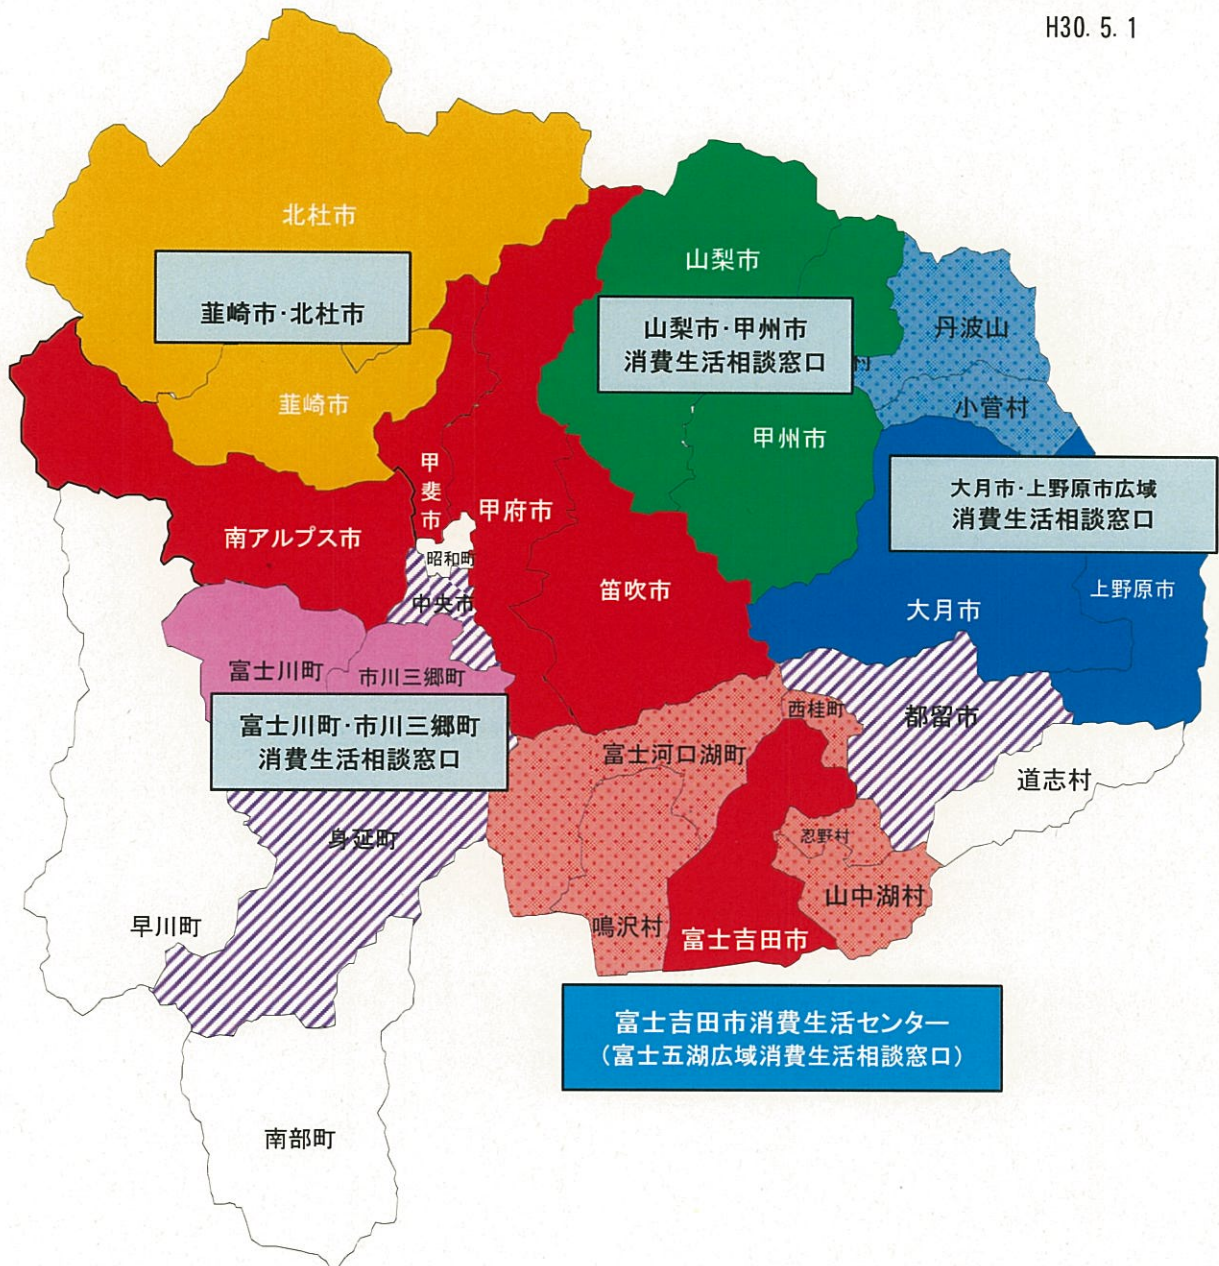 H30. 5. 1
北杜市
韮崎市・北杜市
山梨市
山梨市・甲州市
消費生活相談窓口
村
丹波山
小菅村
韮崎市
甲州市
大月市・上野原市広域
消費生活相談窓口
甲斐市
甲府市
南アルプス市
昭和町
中央市
笛吹市
大月市
上野原市
富士川町
市川三郷町
富士川町・市川三郷町
消費生活相談窓口
西桂町
都留市
富士河口湖町
道志村
身延町
忍野村
山中湖村
早川町
鳴沢村
富士吉田市
富士吉田市消費生活センター
（富士五湖広域消費生活相談窓口）
南部町